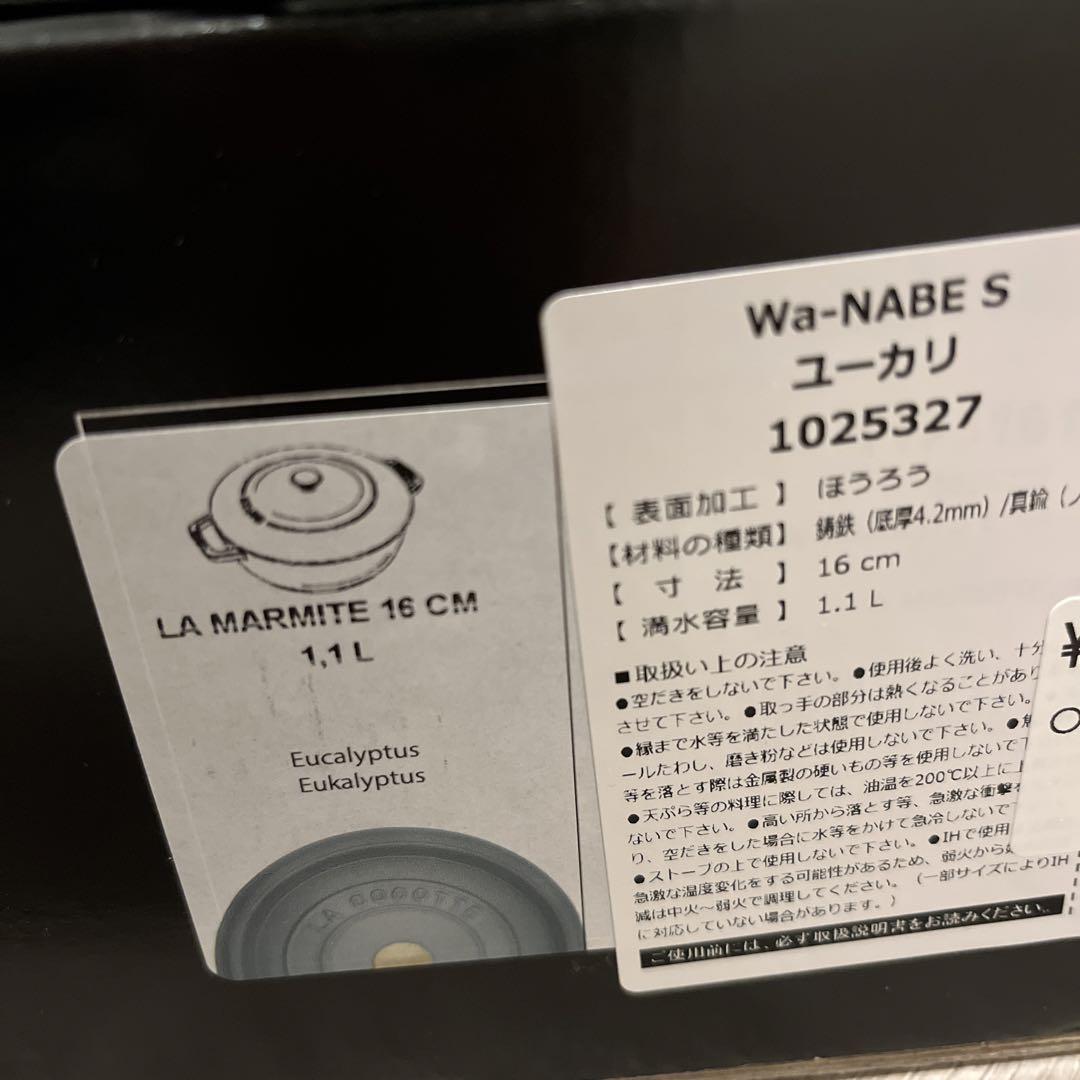 LA MARMITE 16 CM
1,1 L
Eucalyptus
Eukalyptus
LA COCOTTE
Wa-NABE S
ユーカリ
1025327
【 表面加工 】 ほうろう
【材料の種類】 鋳鉄（底厚4.2mm）/真鍮（
【 寸 法 】 16 cm
【 満水容量 】 1.1 L
■取扱い上の注意
●空だきをしないで下さい。 ●使用後よく洗い、十分
させて下さい。 ●取っ手の部分は熱くなることがあり
●縁まで水等を満たした状態で使用しないで下さい。
ールたわし、磨き粉などは使用しないで下さい。 ●
等を落とす際は金属製の硬いもの等を使用しないで
●天ぷら等の料理に際しては、油温を200℃以上に上
ないで下さい。 ●高い所から落とす等、急激な衝撃
り、空だきをした場合に水等をかけて急冷しないで
●ストーブの上で使用しないで下さい。 ●IHで使用
急激な温度変化をする可能性があるため、弱火から
減は中火～弱火で調理してください。（一部サイズによりIH
に対応していない場合があります。）
ご使用前には、必ず取扱説明書をお読みください。
¥